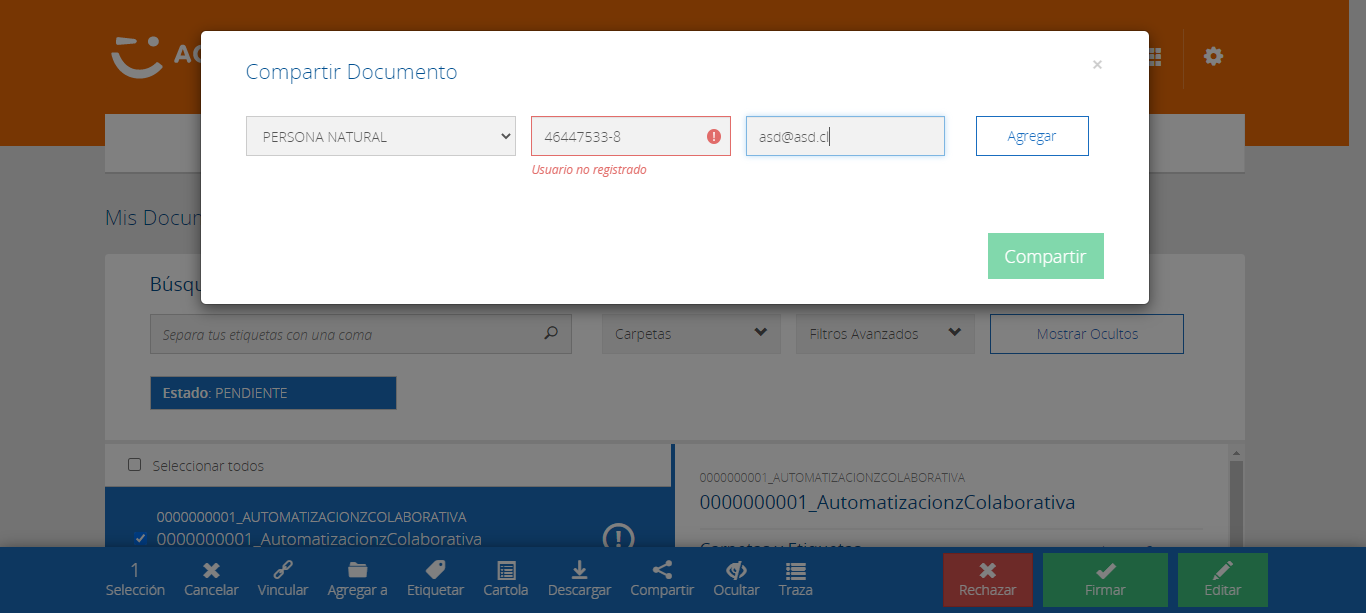 Compartir Documento
×
PERSONA NATURAL
46447533-8
asd@asd.cl
Agregar
Usuario no registrado
Compartir
Mis
Separa tus etiquetas con una coma
Carpetas
Filtros Avanzados
Mostrar Ocultos
Estado: PENDIENTE
Seleccionar todos
0000000001_AUTOMATIZACIONZCOLABORATIVA
0000000001_AutomatizacionzColaborativa
0000000001_AUTOMATIZACIONZCOLABORATIVA
0000000001_AutomatizacionzColaborativa
1
Selección
Cancelar
Vincular
Agregar a
Etiquetar
Cartola
Descargar
Compartir
Ocultar
Traza
Rechazar
Firmar
Editar